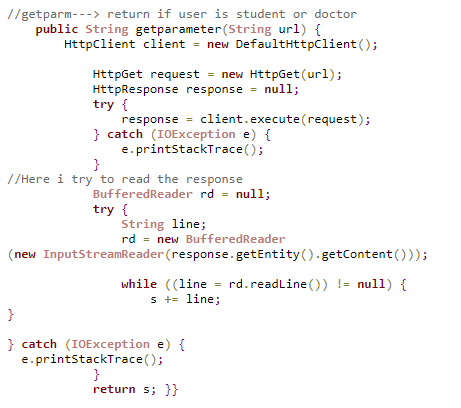 //getparm---> return if user is student or doctor
public String getparameter(String url) {
HttpClient client = new DefaultHttpClient();
HttpGet request = new HttpGet(url);
HttpResponse response = null;
try {
response = client.execute(request);
} catch (IOException e) {
e.printStackTrace();
}
//Here i try to read the response
BufferedReader rd = null;
try {
String line;
rd = new BufferedReader
(new InputStreamReader(response.getEntity().getContent()));
while ((line = rd.readLine()) != null) {
s += line;
}
} catch (IOException e) {
e.printStackTrace();
}
return s; }}